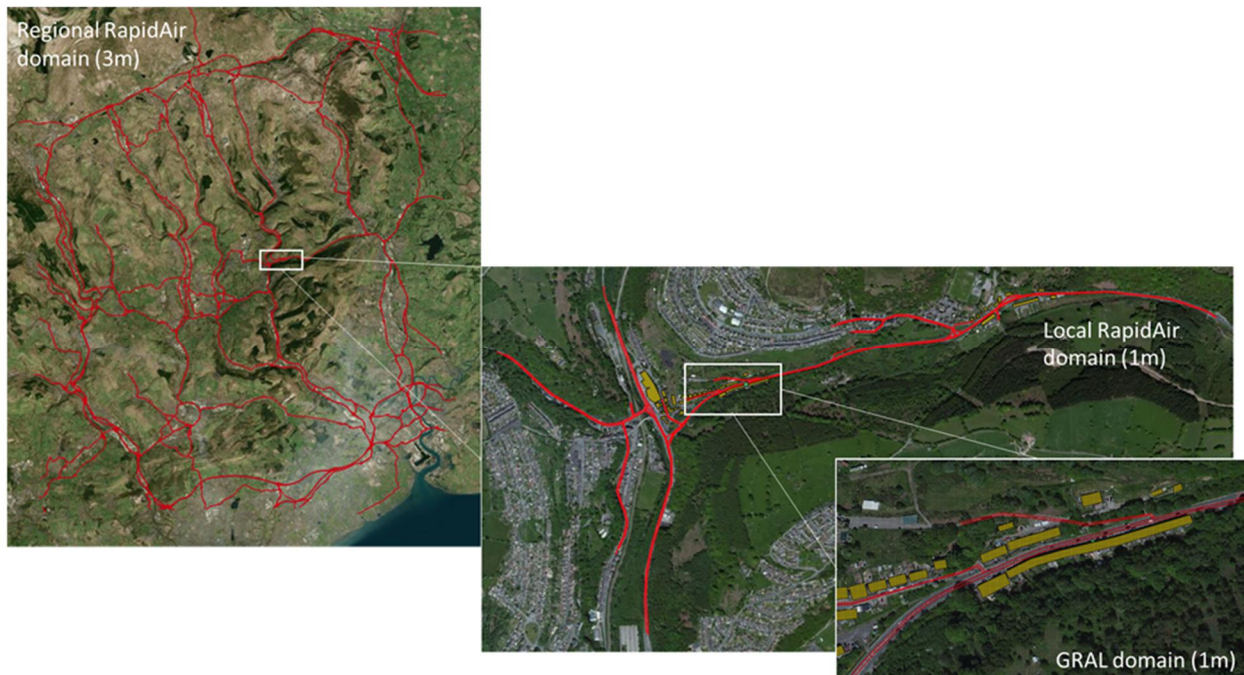 Regional RapidAir
domain (3m)
Local RapidAir
domain (1m)
GRAL domain (1m)